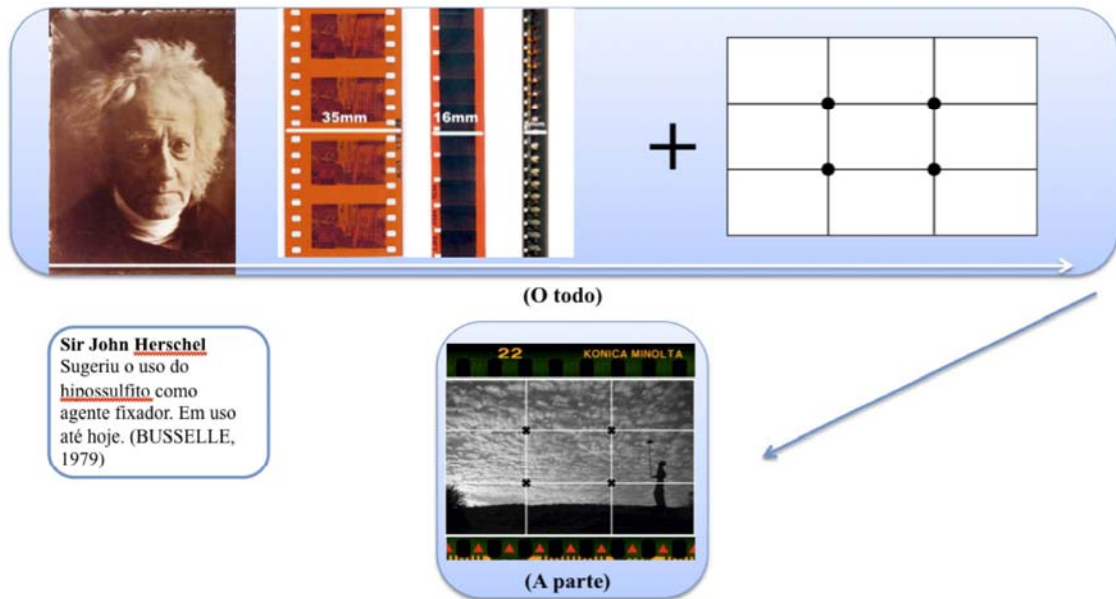 35mm
16mm
(O todo)
Sir John Herschel
Sugeriu o uso do
hipossulfito como
agente fixador. Em uso
até hoje. (BUSSELLE,
1979)
22 KONICA MINOLTA
(A parte)